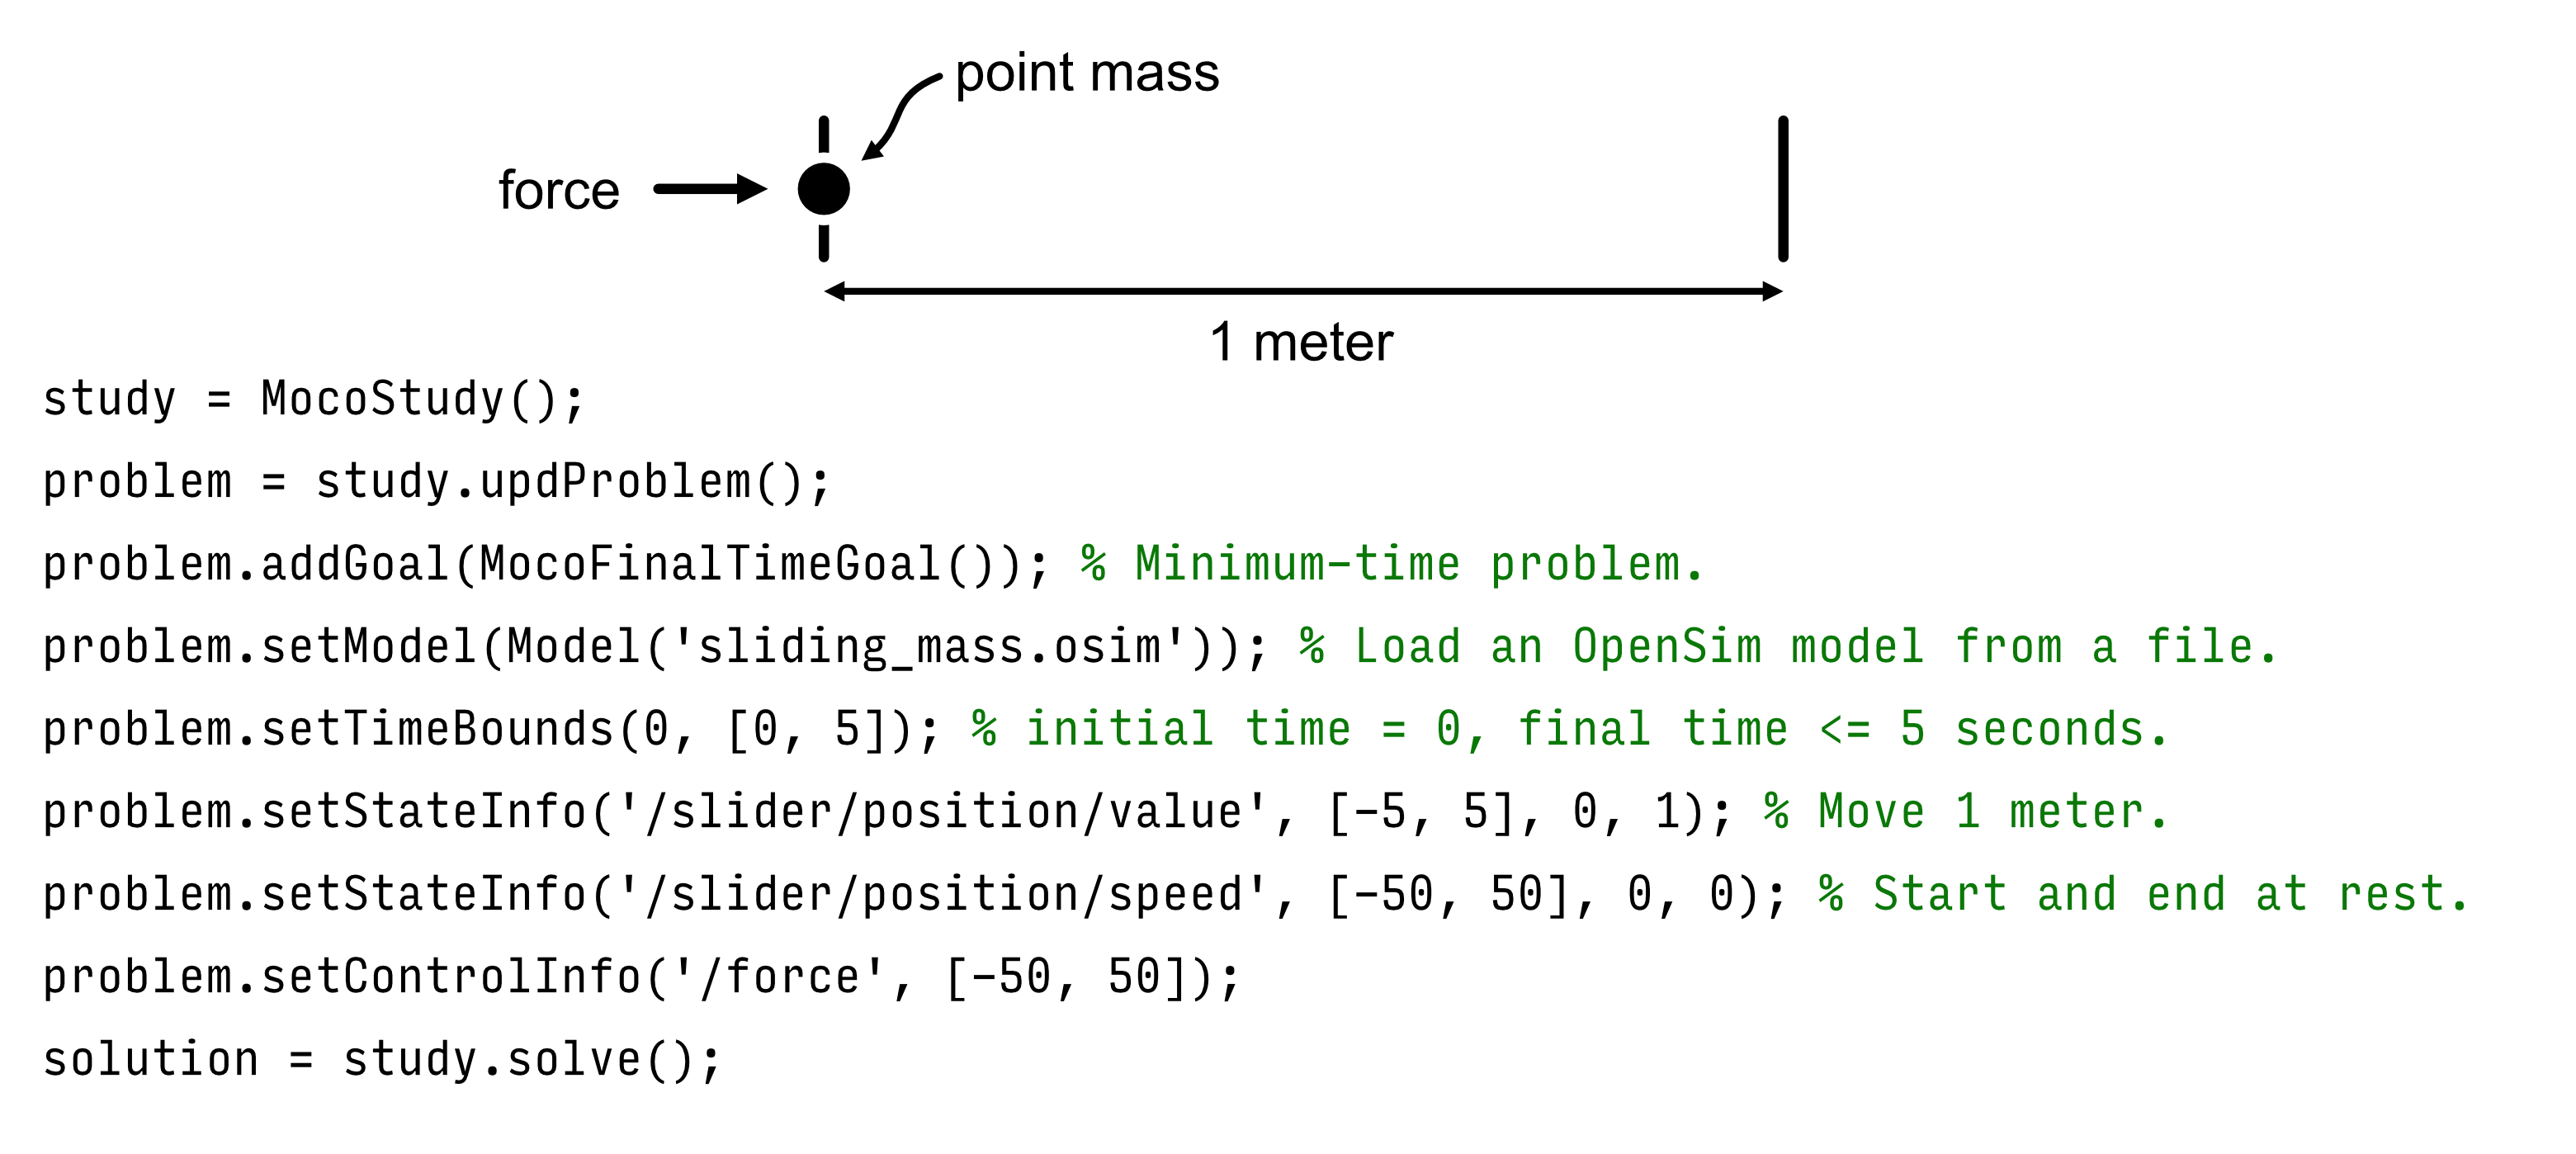 point mass
force
1 meter
study = MocoStudy();
problem = study.updProblem();
problem.addGoal(MocoFinalTimeGoal()); % Minimum-time problem.
problem.setModel(Model('sliding_mass.osim')); % Load an OpenSim model from a file.
problem.setTimeBounds(0, [0, 5]); % initial time = 0, final time <= 5 seconds.
problem.setStateInfo('/slider/position/value', [-5, 5], 0, 1); % Move 1 meter.
problem.setStateInfo('/slider/position/speed', [-50, 50], 0, 0); % Start and end at rest.
problem.setControlInfo('/force', [-50, 50]);
solution = study.solve();